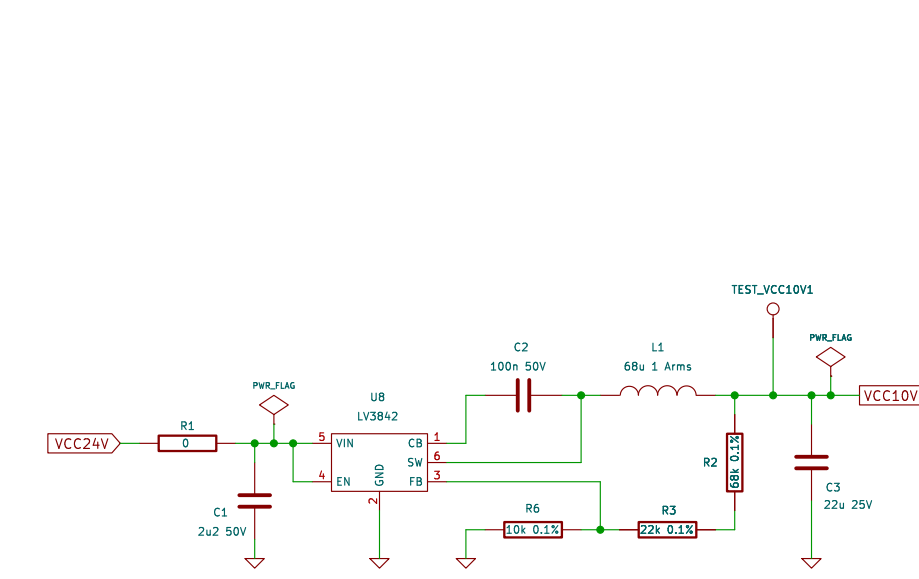 TEST_VCC10V1
PWR_FLAG
C2
100n 50V
L1
68u 1 Arms
PWR_FLAG
VCC10V
U8
LV3842
R1
VCC24V
0
5 VIN
CB 1
SW 6
4 EN
FB 3
GND
2
R2
68k 0.1%
C3
22u 25V
C1
2u2 50V
R6
10k 0.1%
R3
22k 0.1%